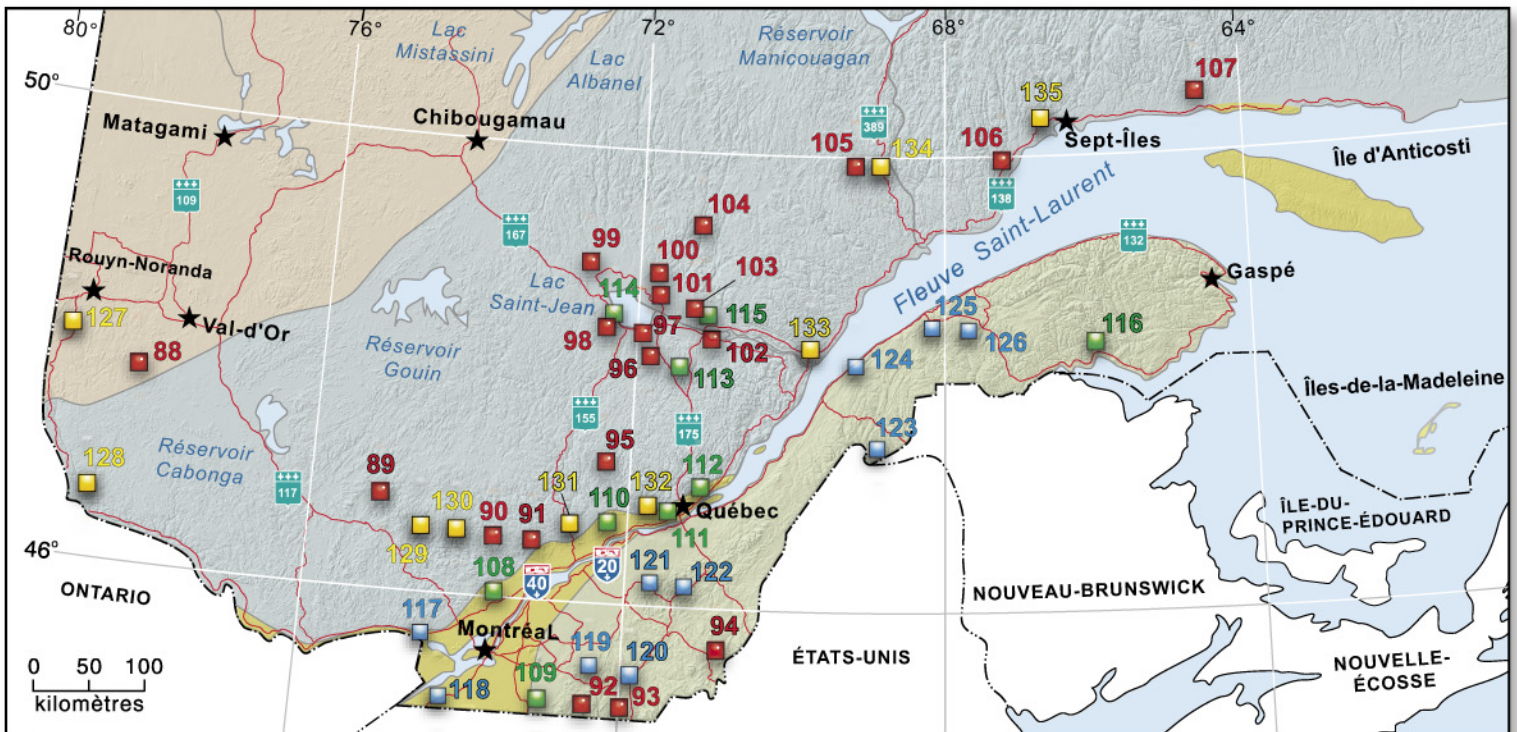 80°
76°
72°
68°
64°
50°
46°
Lac
Mistassini
Lac
Albanel
Réservoir
Manicouagan
107
135
Sept-Îles
389
134
105
106
138
Île d'Anticosti
Matagami
Chibougamau
109
167
104
99
100
103
101
Fleuve Saint-Laurent
132
Gaspé
Rouyn-Noranda
Lac
Saint-Jean
114
115
127
Val-d'Or
98
97
102
133
125
126
116
88
Réservoir
Gouin
96
113
124
Îles-de-la-Madeleine
155
175
123
Réservoir
Cabonga
128
117
89
95
112
131
132
110
Québec
111
130
90
91
129
ÎLE-DU-
PRINCE-ÉDOUARD
108
40
20
121
122
NOUVEAU-BRUNSWICK
ONTARIO
117
Montréal
119
120
94
ÉTATS-UNIS
NOUVELLE-
ÉCOSSE
0 50 100
kilomètres
118
109
92
93